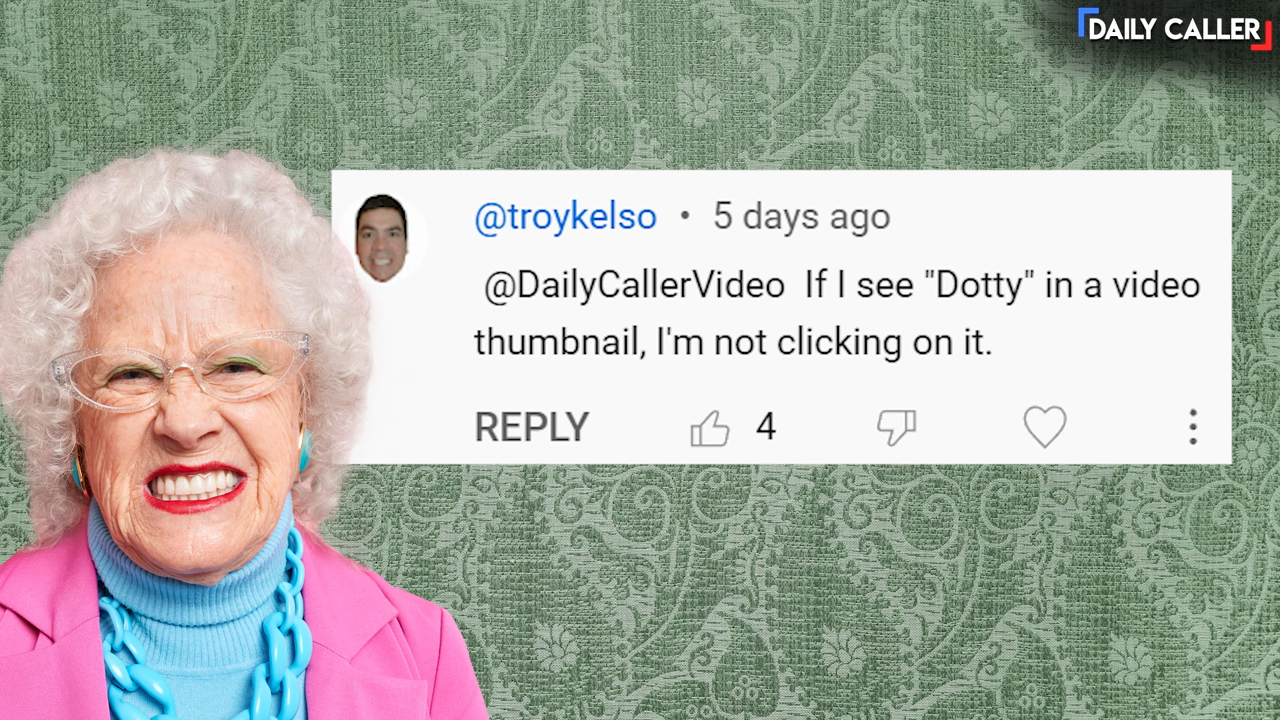 DAILY CALLER
@troykelso • 5 days ago
@DailyCallerVideo If I see "Dotty" in a video
thumbnail, I'm not clicking on it.
REPLY 4